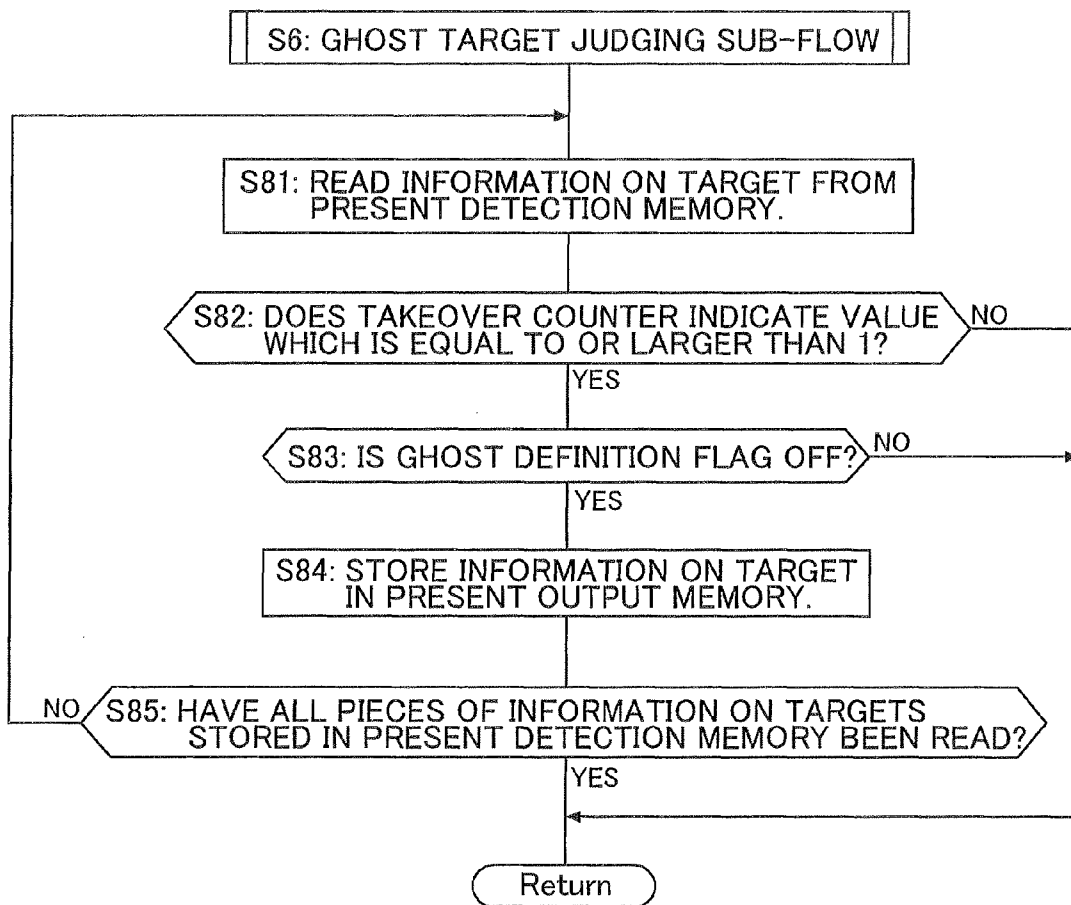 S6: GHOST TARGET JUDGING SUB-FLOW
S81: READ INFORMATION ON TARGET FROM
PRESENT DETECTION MEMORY.
S82: DOES TAKEOVER COUNTER INDICATE VALUE
WHICH IS EQUAL TO OR LARGER THAN 1?
NO
YES
S83: IS GHOST DEFINITION FLAG OFF?
NO
YES
S84: STORE INFORMATION ON TARGET
IN PRESENT OUTPUT MEMORY.
NO
S85: HAVE ALL PIECES OF INFORMATION ON TARGETS
STORED IN PRESENT DETECTION MEMORY BEEN READ?
YES
Return